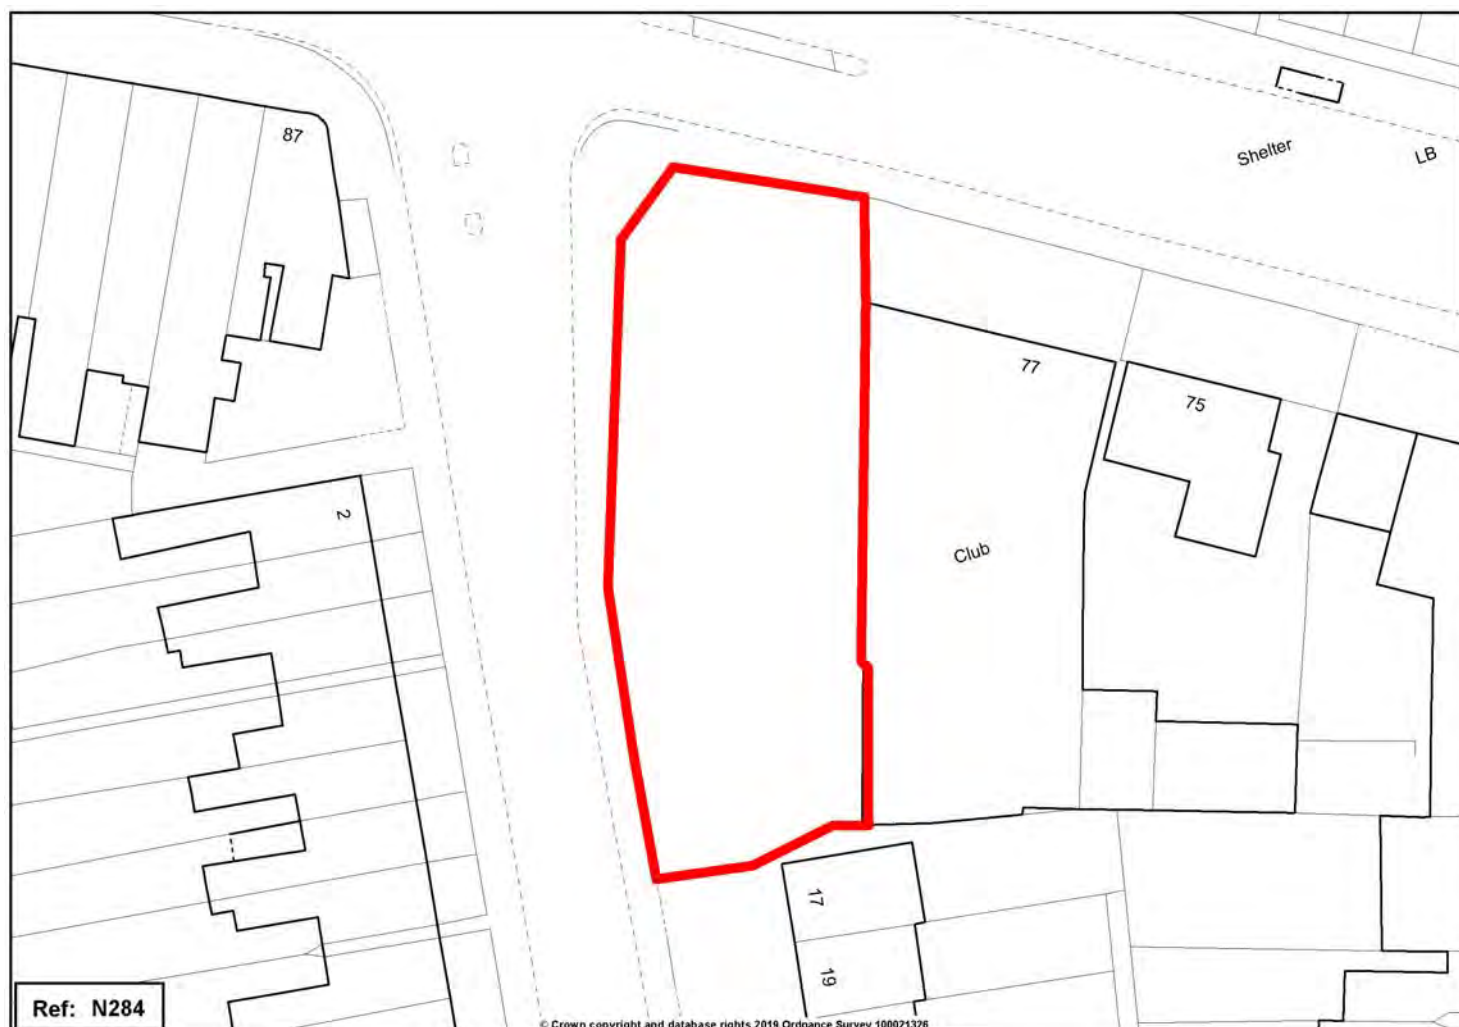 87
Shelter
LB
77
75
2
Club
17
19
Ref: N284
© Crown copyright and database rights 2019 Ordnance Survey 100021326